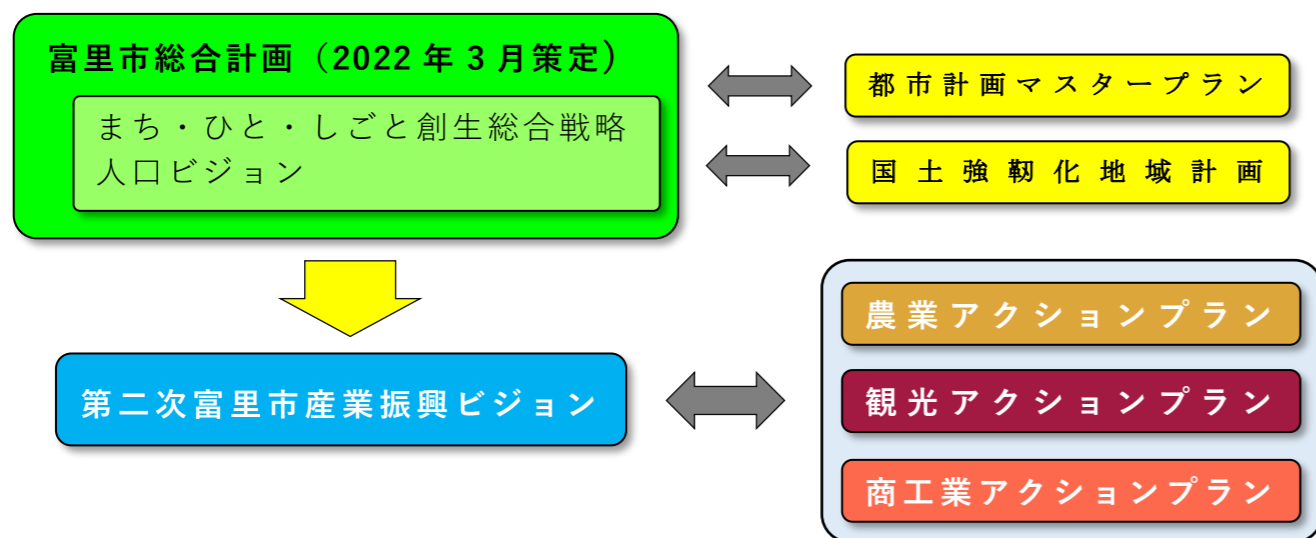 富里市総合計画（2022年3月策定）
まち・ひと・しごと創生総合戦略
人口ビジョン
都市計画マスタープラン
国土強靭化地域計画
第二次富里市産業振興ビジョン
農業アクションプラン
観光アクションプラン
商工業アクションプラン